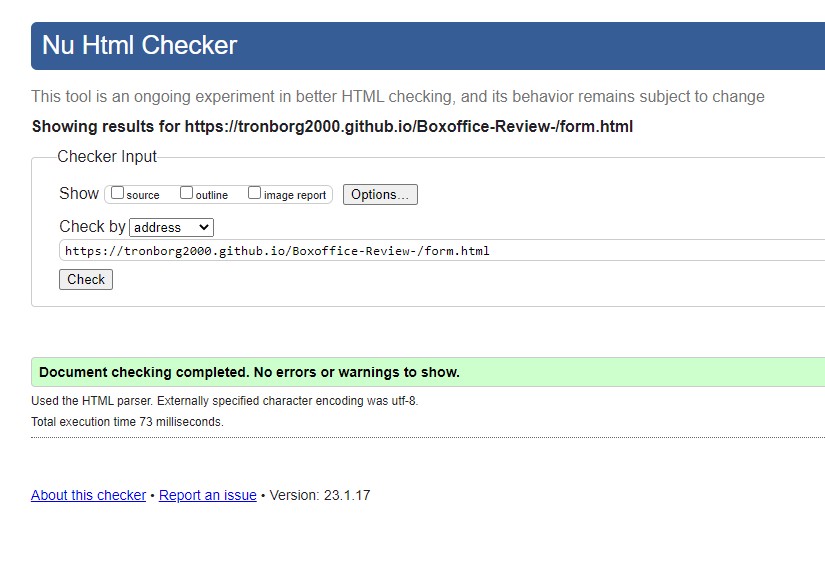 Nu Html Checker
This tool is an ongoing experiment in better HTML checking, and its behavior remains subject to change
Showing results for https://tronborg2000.github.io/Boxoffice-Review-/form.html
Checker Input
Show source outline image report Options...
Check by address
https://tronborg2000.github.io/Boxoffice-Review-/form.html
Check
Document checking completed. No errors or warnings to show.
Used the HTML parser. Externally specified character encoding was utf-8.
Total execution time 73 milliseconds.
About this checker • Report an issue • Version: 23.1.17